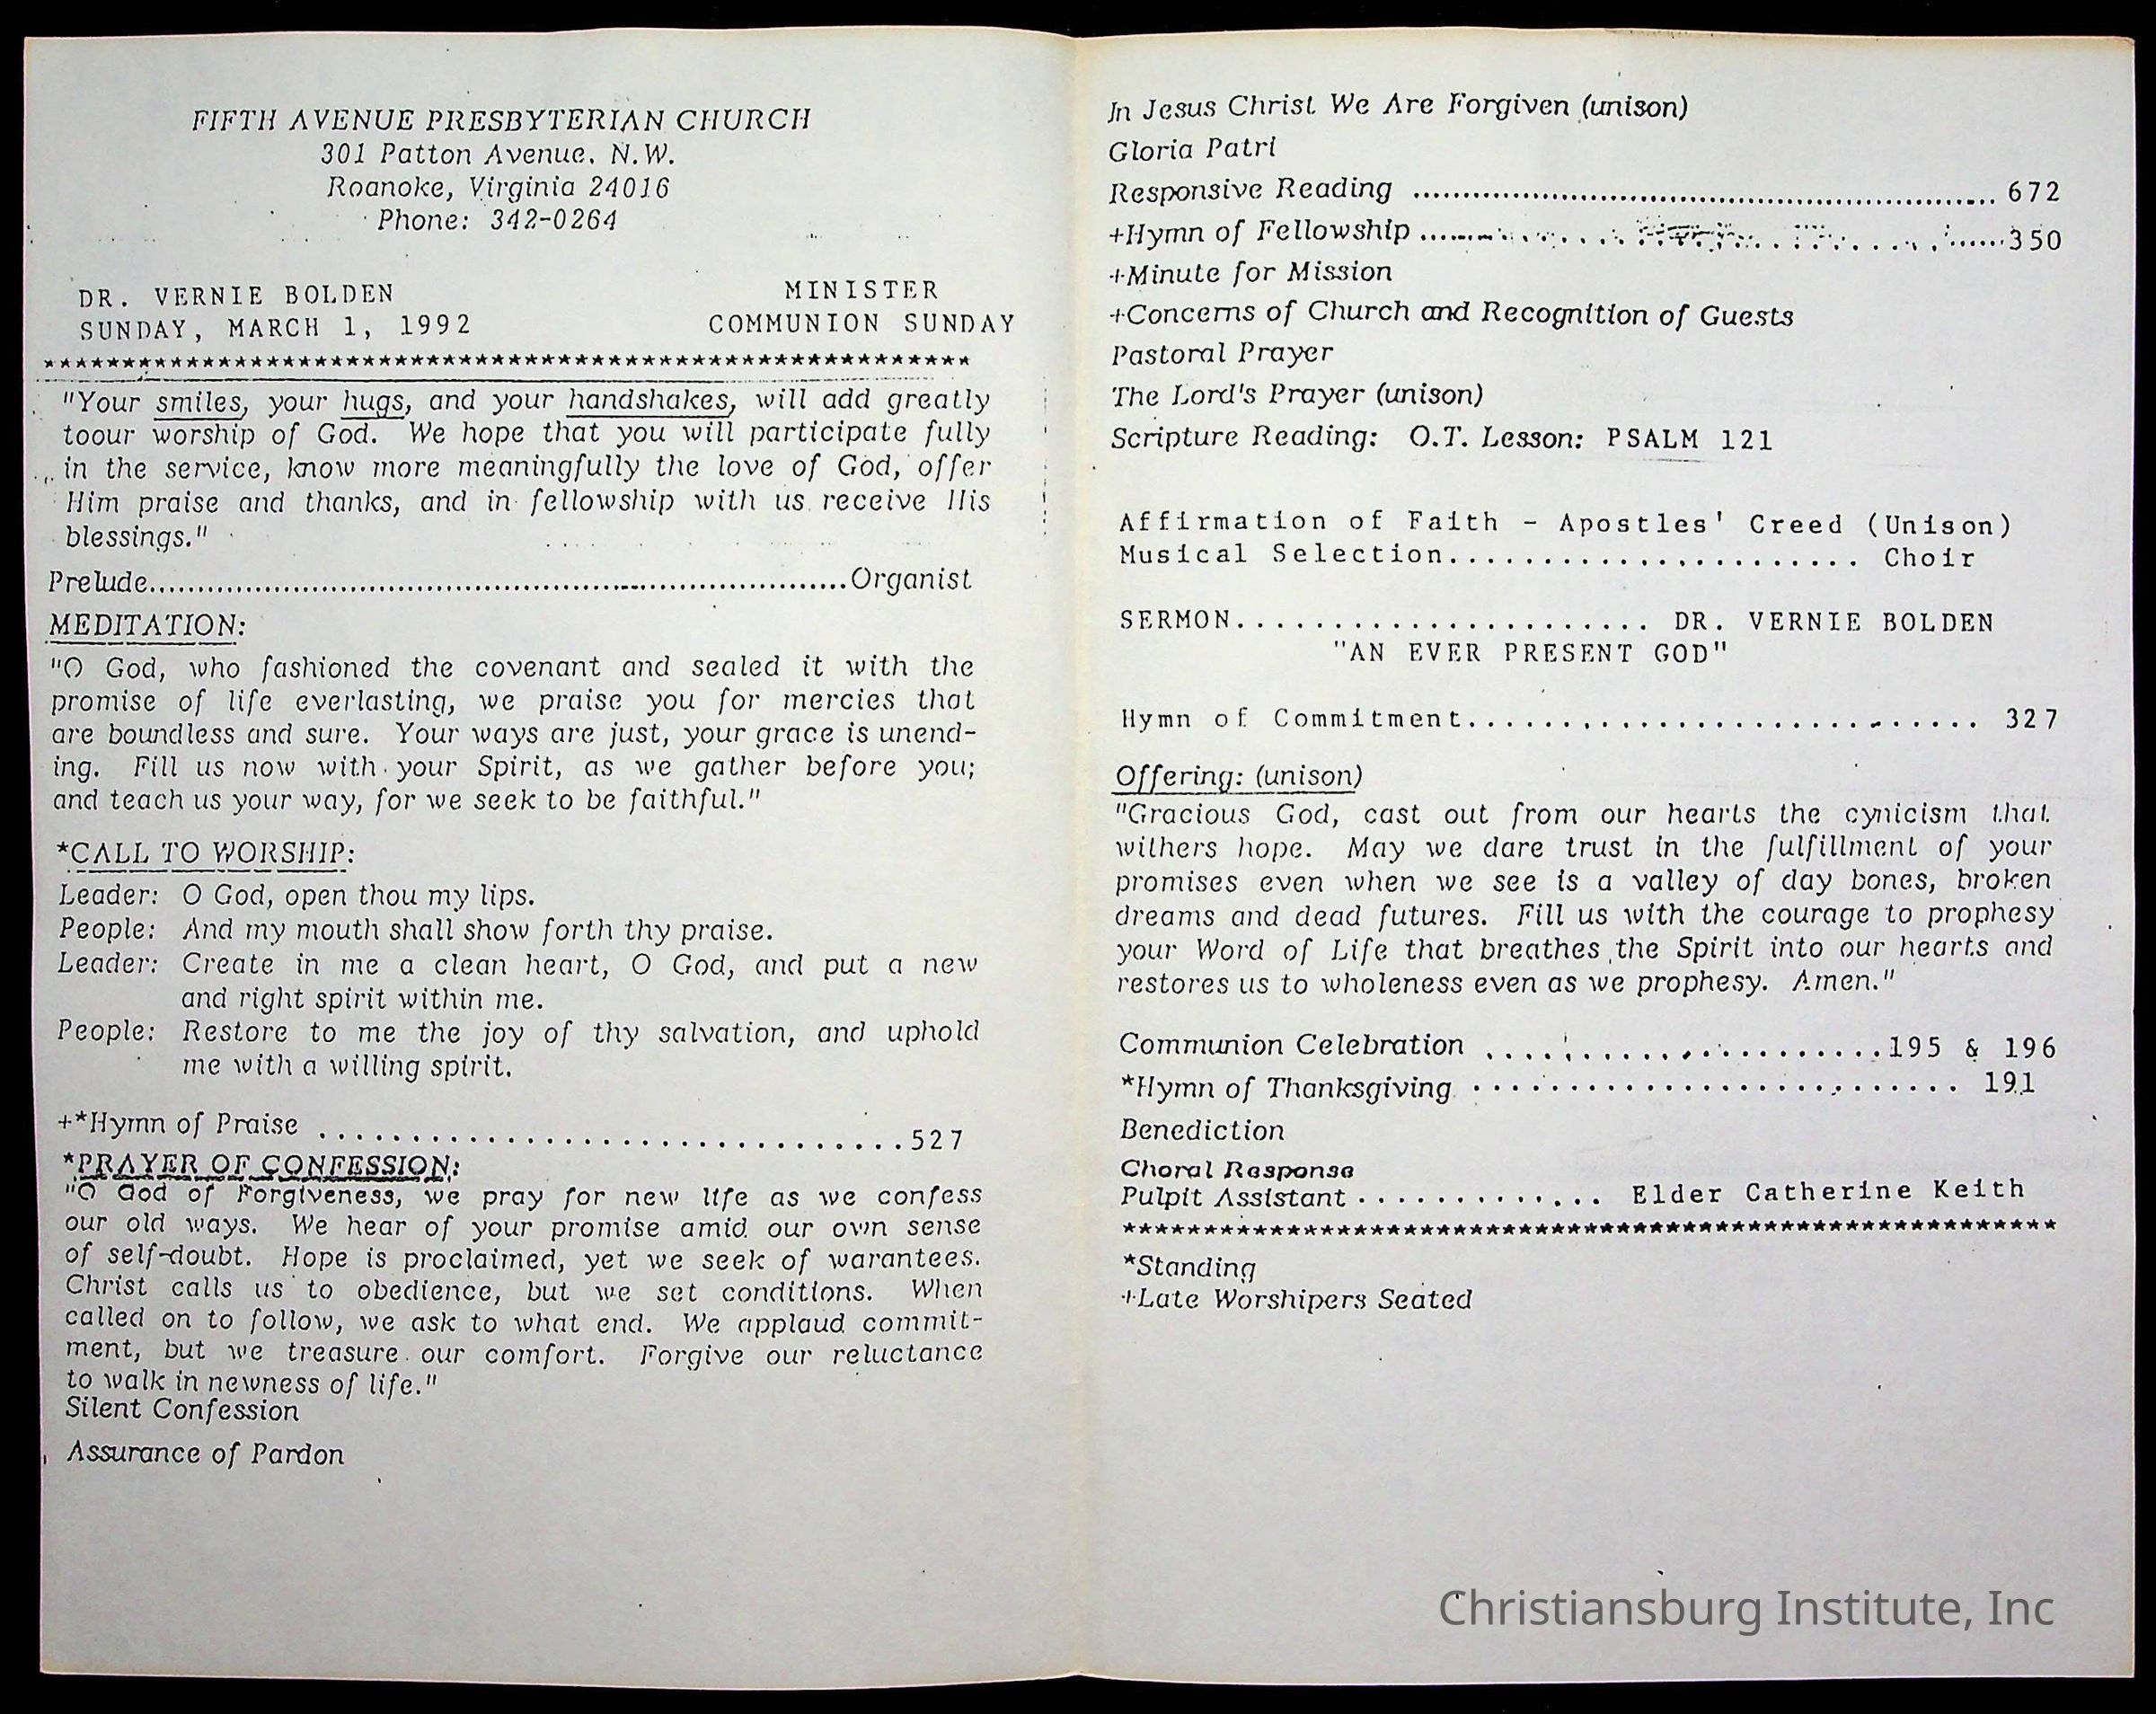 FIFTH AVENUE PRESBYTERIAN CHURCH
301 Patton Avenue, N.W.
Roanoke, Virginia 24016
Phone: 342-0264
DR. VERNIE BOLDEN MINISTER
SUNDAY, MARCH 1, 1992 COMMUNION SUNDAY
**********************************************************
"Your smiles, your hugs, and your handshakes, will add greatly
toour worship of God. We hope that you will participate fully
in the service, know more meaningfully the love of God, offer
Him praise and thanks, and in fellowship with us receive His
blessings."
Prelude..........................................................Organist
MEDITATION:
"O God, who fashioned the covenant and sealed it with the
promise of life everlasting, we praise you for mercies that
are boundless and sure. Your ways are just, your grace is unend-
ing. Fill us now with your Spirit, as we gather before you;
and teach us your way, for we seek to be faithful."
*CALL TO WORSHIP:
Leader: O God, open thou my lips.
People: And my mouth shall show forth thy praise.
Leader: Create in me a clean heart, O God, and put a new
and right spirit within me.
People: Restore to me the joy of thy salvation, and uphold
me with a willing spirit.
+*Hymn of Praise ................................527
*PRAYER OF CONFESSION:
"O God of Forgiveness, we pray for new life as we confess
our old ways. We hear of your promise amid our own sense
of self-doubt. Hope is proclaimed, yet we seek of warantees.
Christ calls us to obedience, but we set conditions. When
called on to follow, we ask to what end. We applaud commit-
ment, but we treasure our comfort. Forgive our reluctance
to walk in newness of life."
Silent Confession
Assurance of Pardon
In Jesus Christ We Are Forgiven (unison)
Gloria Patri
Responsive Reading .......................................................... 672
+Hymn of Fellowship ..........................................................350
+Minute for Mission
+Concerns of Church and Recognition of Guests
Pastoral Prayer
The Lord's Prayer (unison)
Scripture Reading: O.T. Lesson: PSALM 121
Affirmation of Faith - Apostles' Creed (Unison)
Musical Selection...................... Choir
SERMON...................... DR. VERNIE BOLDEN
"AN EVER PRESENT GOD"
Hymn of Commitment............................ 327
Offering: (unison)
"Gracious God, cast out from our hearts the cynicism that
withers hope. May we dare trust in the fulfillment of your
promises even when we see is a valley of day bones, broken
dreams and dead futures. Fill us with the courage to prophesy
your Word of Life that breathes the Spirit into our hearts and
restores us to wholeness even as we prophesy. Amen."
Communion Celebration ......................195 & 196
*Hymn of Thanksgiving ........................... 191
Benediction
Choral Response
Pulpit Assistant .............. Elder Catherine Keith
**********************************************************
*Standing
+Late Worshipers Seated
Christiansburg Institute, Inc